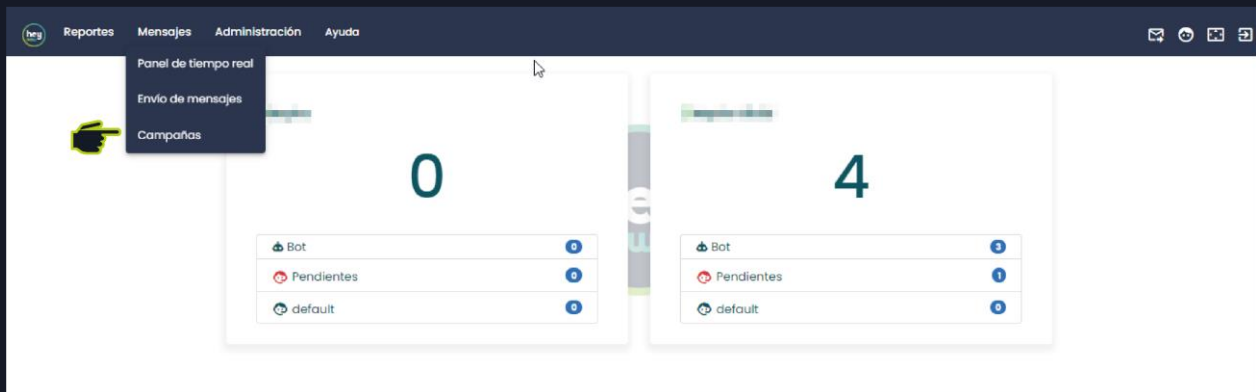 hey
Reportes Mensajes Administración Ayuda
Panel de tiempo real
Envío de mensajes
Campañas
0
Bot 0
Pendientes 0
default 0
4
Bot 3
Pendientes 1
default 0